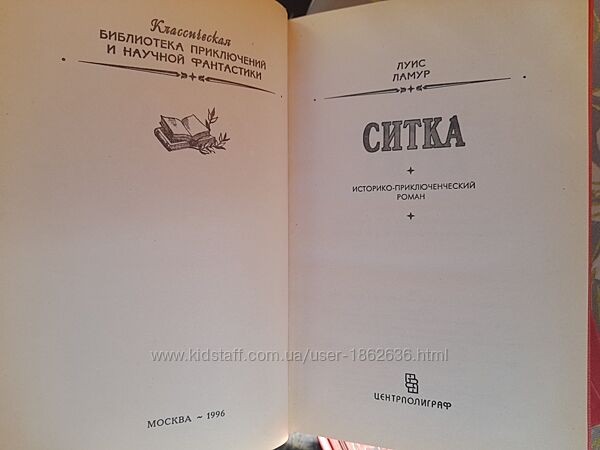 Классическая
БИБЛИОТЕКА ПРИКЛЮЧЕНИЙ
И НАУЧНОЙ ФАНТАСТИКИ
МОСКВА ~ 1996
ЛУИС
ЛАМУР
СИТКА
ИСТОРИКО-ПРИКЛЮЧЕНЧЕСКИЙ
РОМАН
ЦЕНТРПОЛИГРАФ
www.kidstaff.com.ua/user-1862636.html